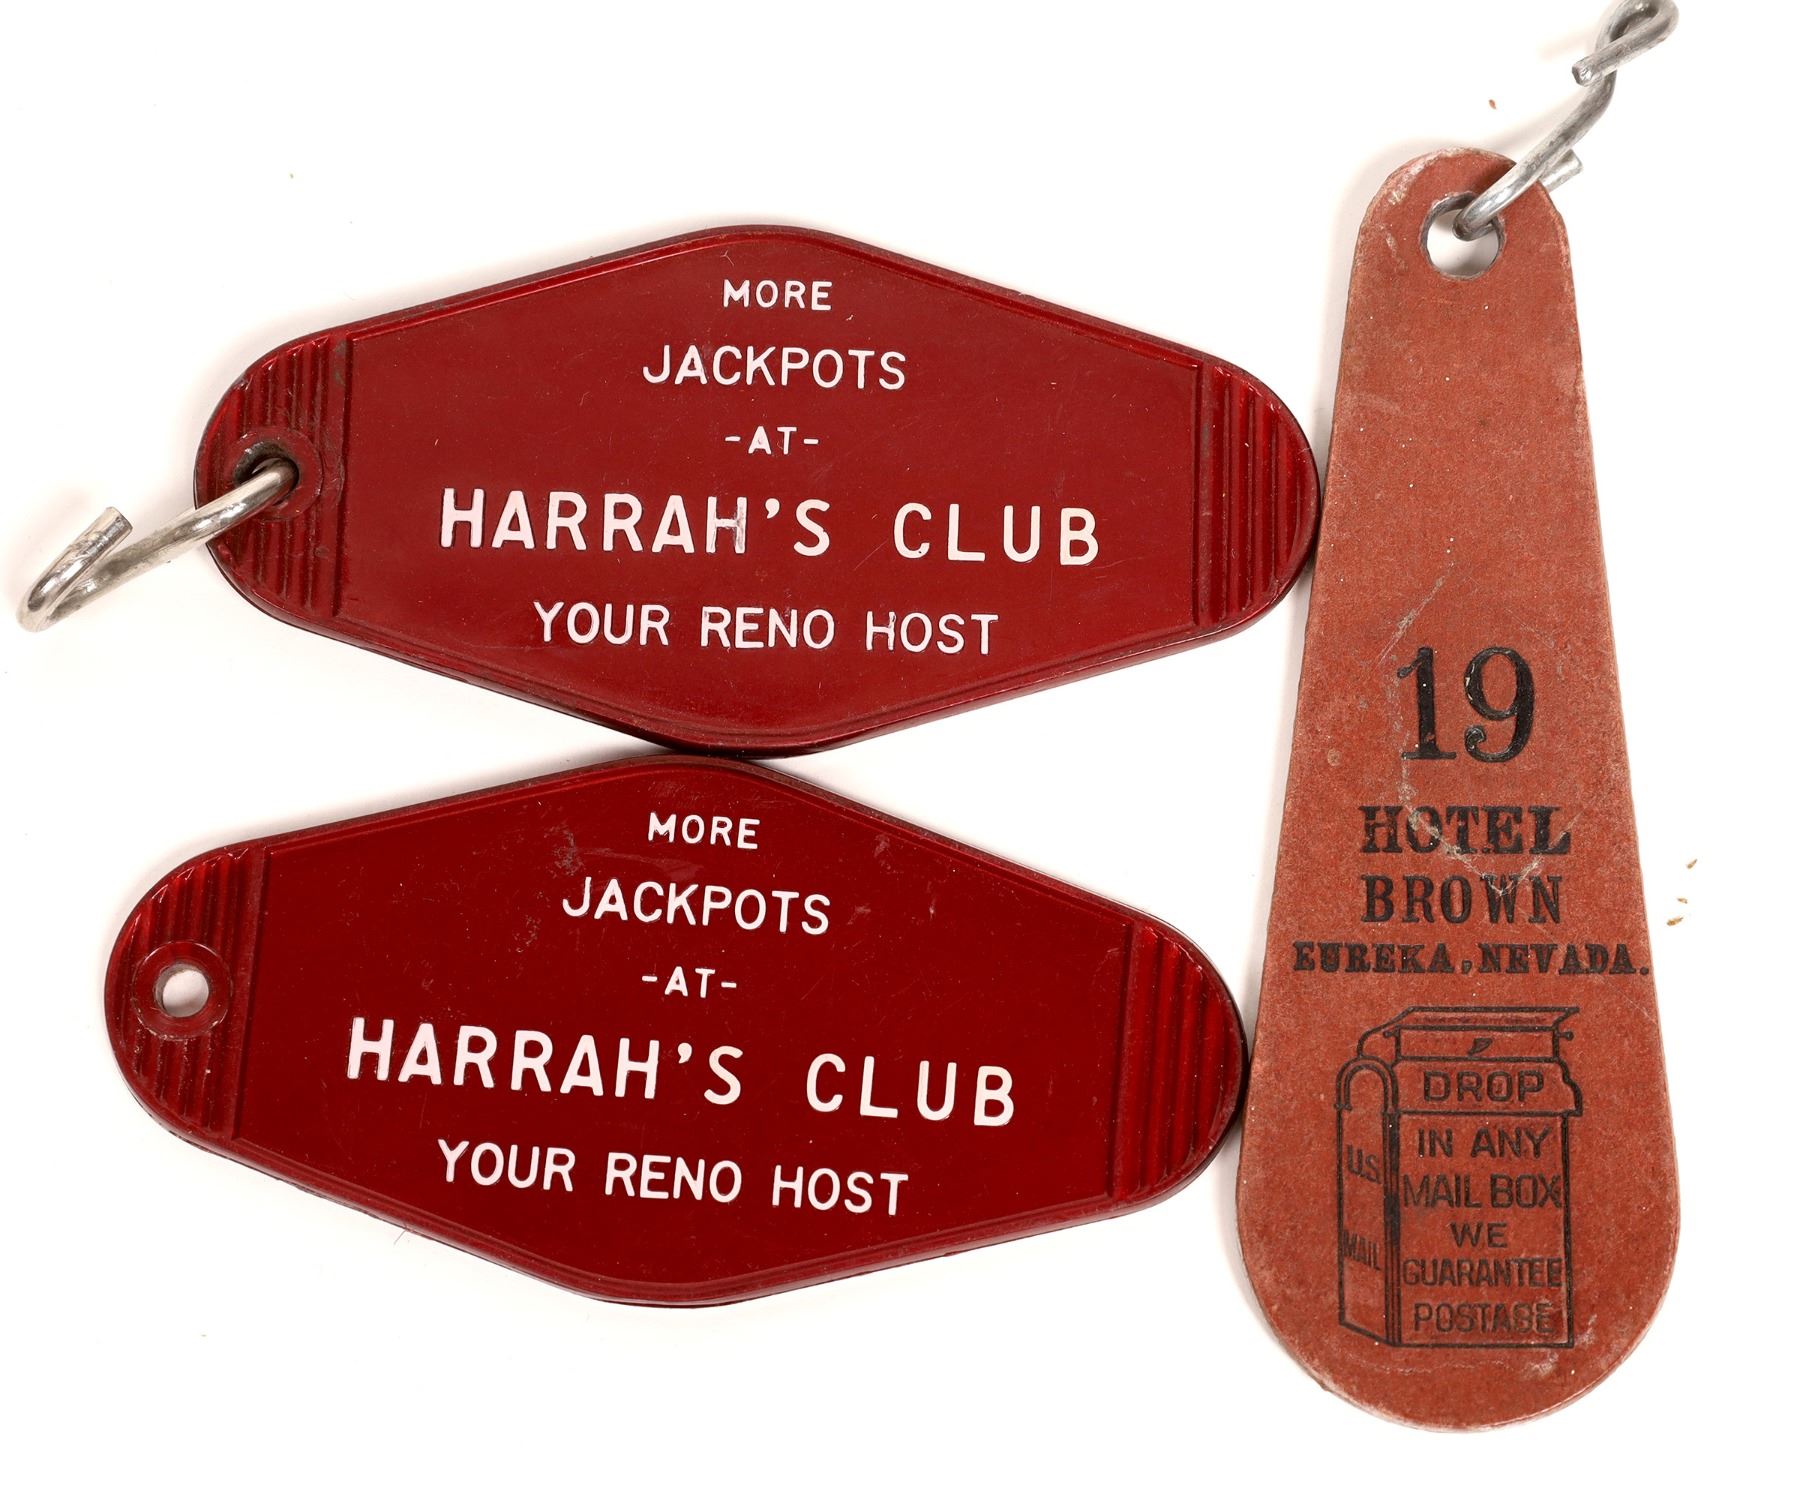 MORE
JACKPOTS
-AT-
HARRAH'S CLUB
YOUR RENO HOST
MORE
JACKPOTS
-AT-
HARRAH'S CLUB
YOUR RENO HOST
19
HOTEL
BROWN
EUREKA, NEVADA.
DROP
IN ANY
MAIL BOX
WE
GUARANTEE
POSTAGE
U.S
MAIL